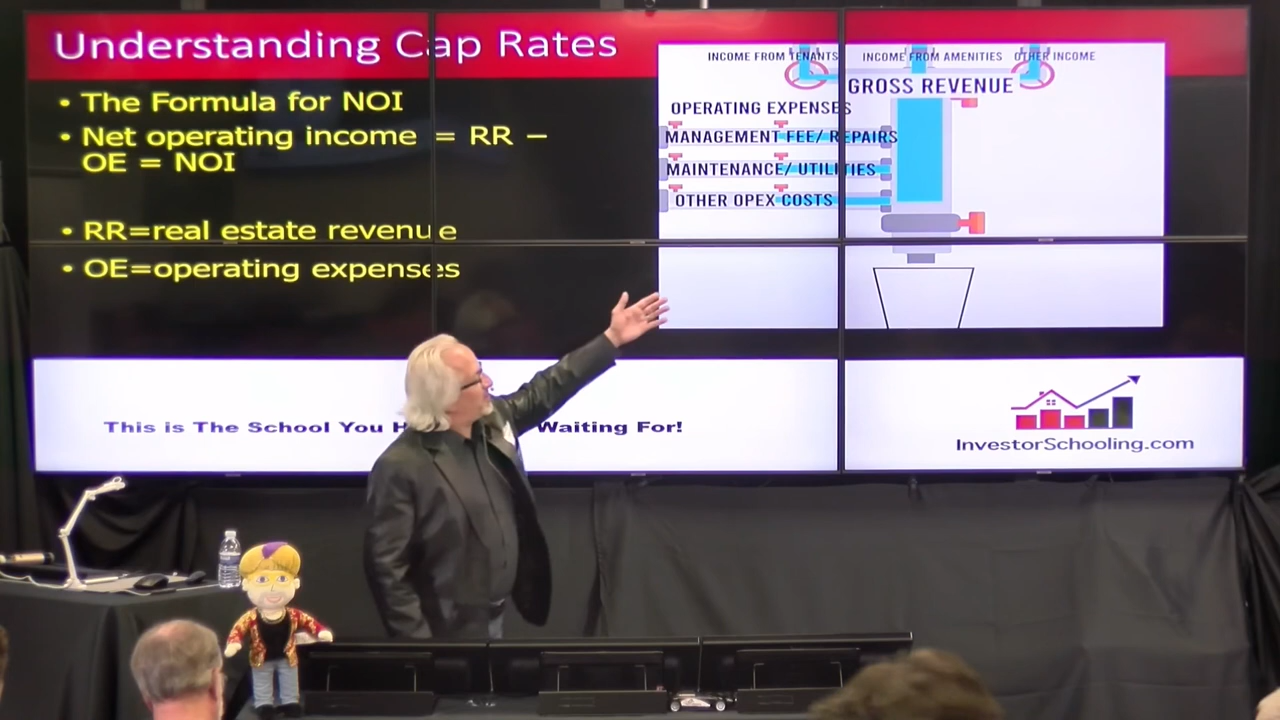 Understanding Cap Rates
• The Formula for NOI
• Net operating income = RR –
OE = NOI
• RR=real estate revenue
• OE=operating expenses
INCOME FROM TENANTS
INCOME FROM AMENITIES
OTHER INCOME
GROSS REVENUE
OPERATING EXPENSES
MANAGEMENT FEE/ REPAIRS
MAINTENANCE/ UTILITIES
OTHER OPEX COSTS
This is The School You H
Waiting For!
InvestorSchooling.com